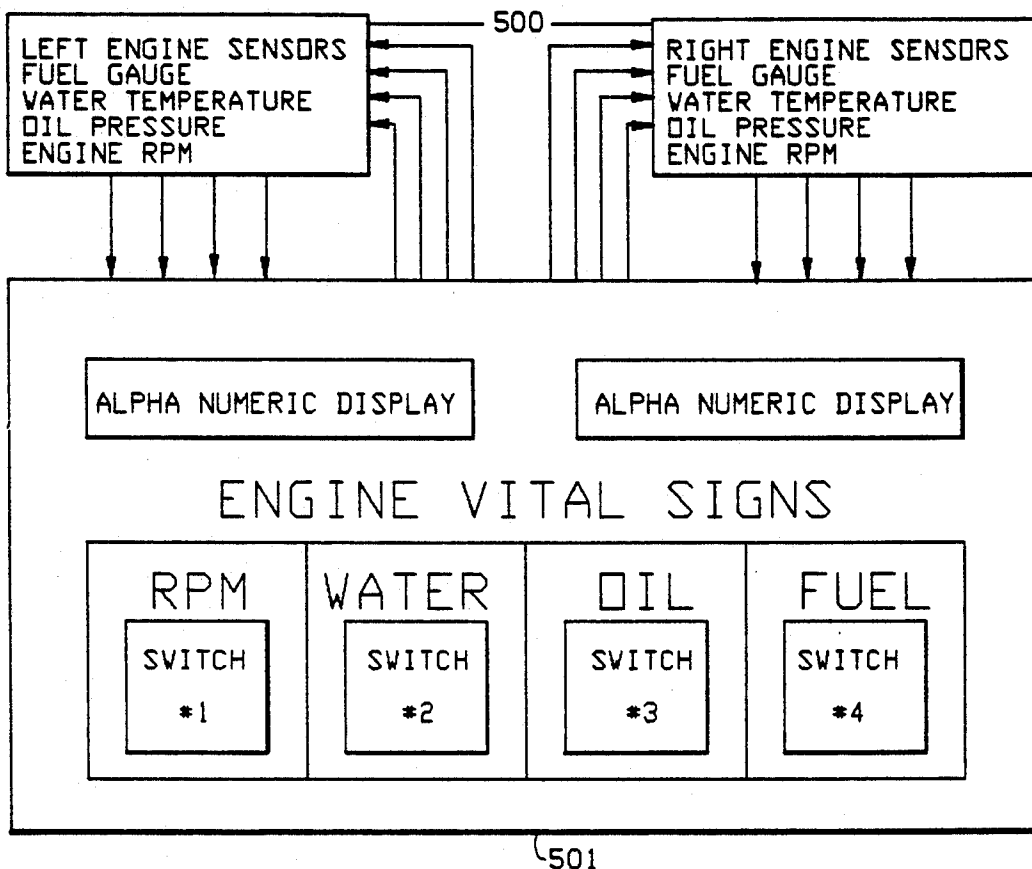 500
LEFT ENGINE SENSORS
FUEL GAUGE
WATER TEMPERATURE
OIL PRESSURE
ENGINE RPM
RIGHT ENGINE SENSORS
FUEL GAUGE
WATER TEMPERATURE
OIL PRESSURE
ENGINE RPM
ALPHA NUMERIC DISPLAY
ALPHA NUMERIC DISPLAY
ENGINE VITAL SIGNS
RPM
SWITCH
#1
WATER
SWITCH
#2
OIL
SWITCH
#3
FUEL
SWITCH
#4
501